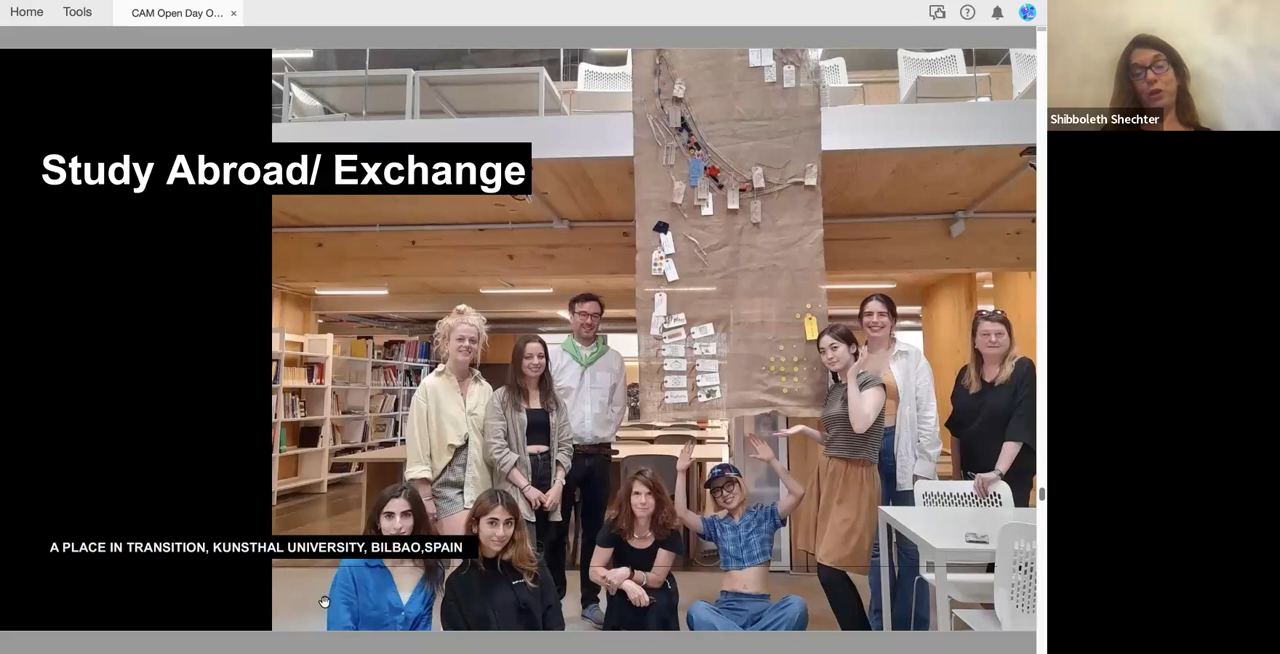 Home
Tools
CAM Open Day O...
Study Abroad/ Exchange
Shibboleth Shechter
A PLACE IN TRANSITION, KUNSTHAL UNIVERSITY, BILBAO,SPAIN